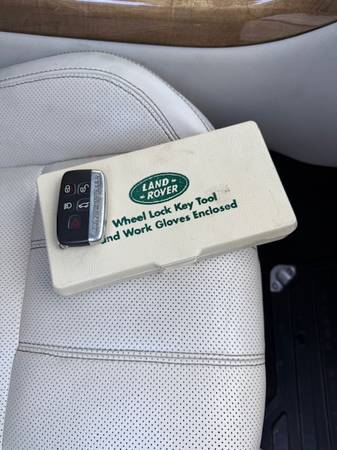 LAND
ROVER
Wheel Lock Key Tool
and Work Gloves Enclosed